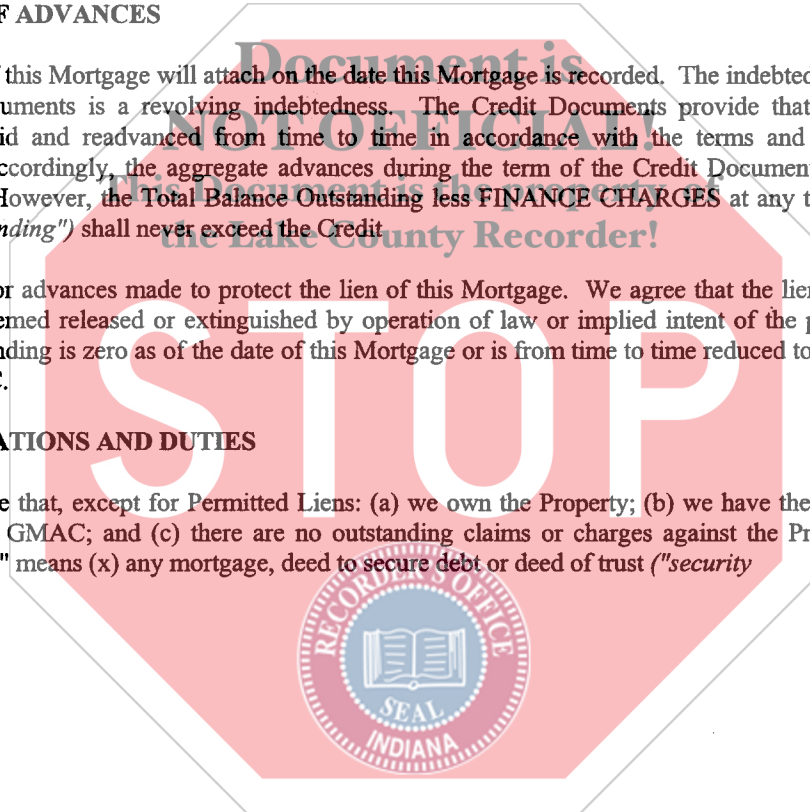 F ADVANCES
Document is
this Mortgage will attach on the date this Mortgage is recorded. The indebted
uments is a revolving indebtedness. The Credit Documents provide that
NOT OFFICIAL!
id and readvanced from time to time in accordance with the terms and
ccordingly, the aggregate advances during the term of the Credit Document
This Document is the property of
However, the Total Balance Outstanding less FINANCE CHARGES at any t
nding") shall never exceed the Credit
the Lake County Recorder!
or advances made to protect the lien of this Mortgage. We agree that the lien
emed released or extinguished by operation of law or implied intent of the p
nding is zero as of the date of this Mortgage or is from time to time reduced to
C.
STOP
ATIONS AND DUTIES
e that, except for Permitted Liens: (a) we own the Property; (b) we have the
GMAC; and (c) there are no outstanding claims or charges against the Pr
" means (x) any mortgage, deed to secure debt or deed of trust ("security
RECORDER'S OFFICE
SEAL
INDIANA